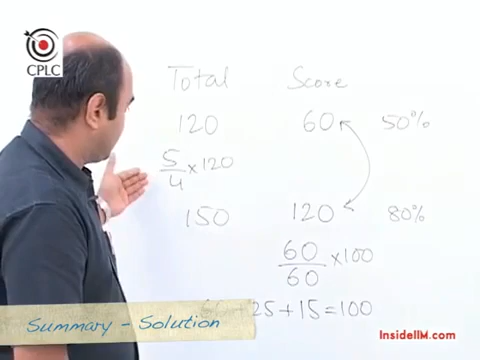 CPLC
Total Score
120 60 50%
5/4 × 120
150 120 80%
60/60 × 100
+ 25 + 15 = 100
Summary - Solution
InsideIIM.com